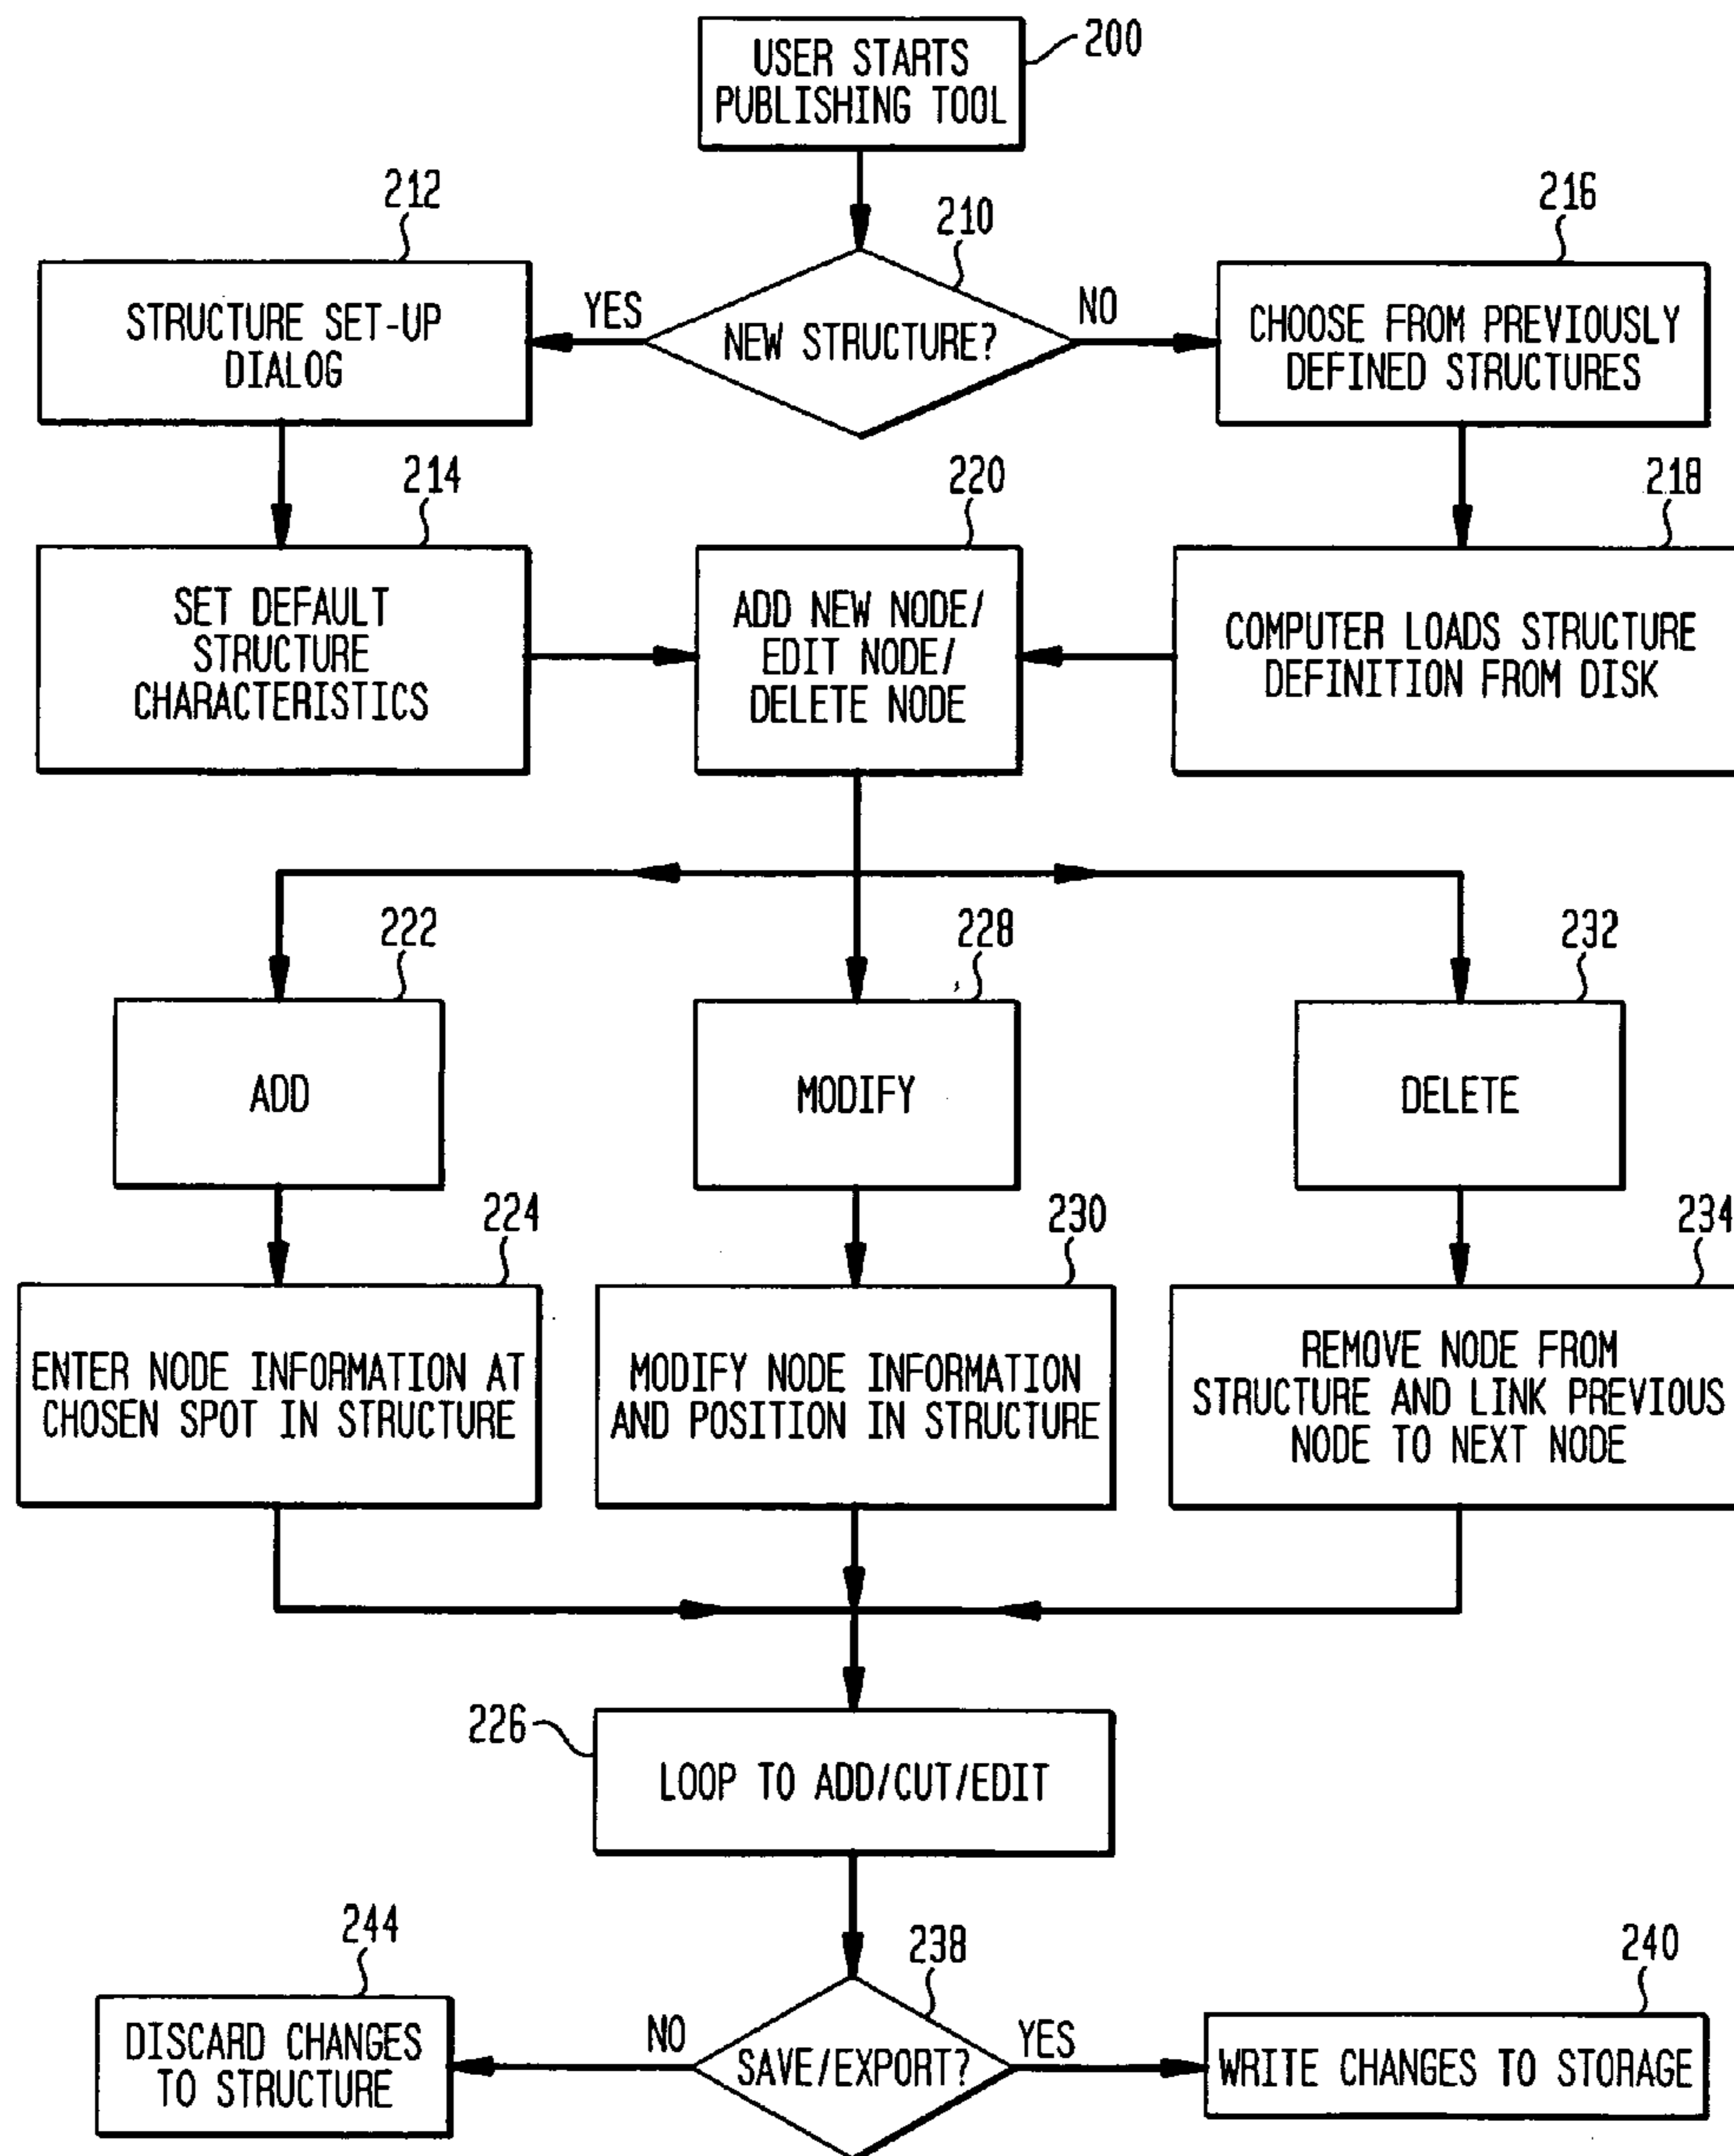 USER STARTS
PUBLISHING TOOL
200
212
210
216
STRUCTURE SET-UP
DIALOG
YES
NEW STRUCTURE?
NO
CHOOSE FROM PREVIOUSLY
DEFINED STRUCTURES
214
220
218
SET DEFAULT
STRUCTURE
CHARACTERISTICS
ADD NEW NODE/
EDIT NODE/
DELETE NODE
COMPUTER LOADS STRUCTURE
DEFINITION FROM DISK
222
228
232
ADD
MODIFY
DELETE
224
230
234
ENTER NODE INFORMATION AT
CHOSEN SPOT IN STRUCTURE
MODIFY NODE INFORMATION
AND POSITION IN STRUCTURE
REMOVE NODE FROM
STRUCTURE AND LINK PREVIOUS
NODE TO NEXT NODE
226
LOOP TO ADD/CUT/EDIT
244
238
240
DISCARD CHANGES
TO STRUCTURE
NO
SAVE/EXPORT?
YES
WRITE CHANGES TO STORAGE